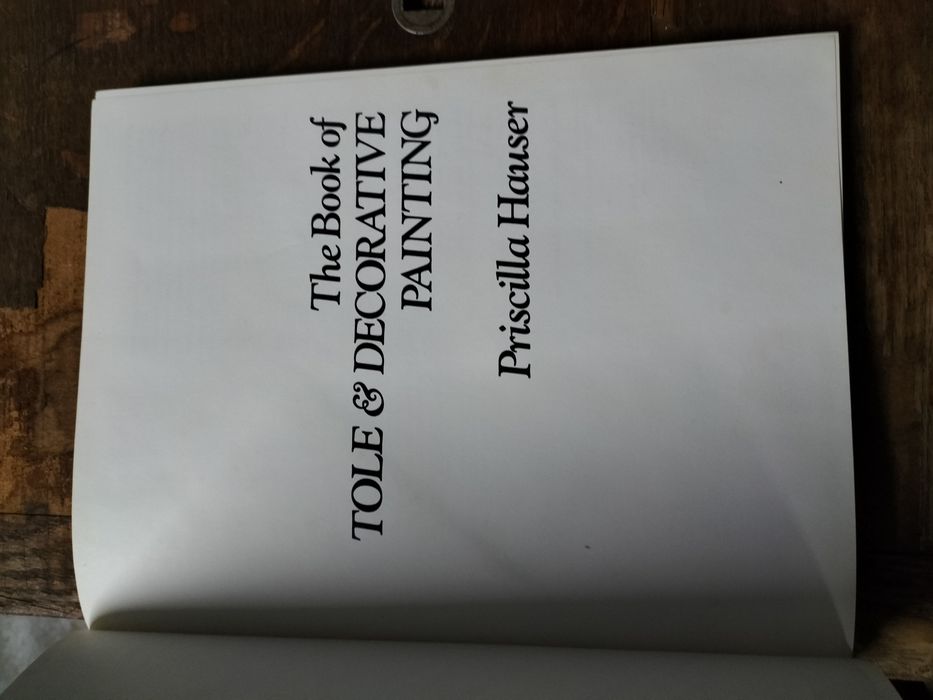 The Book of
TOLE & DECORATIVE
PAINTING
Priscilla Hauser